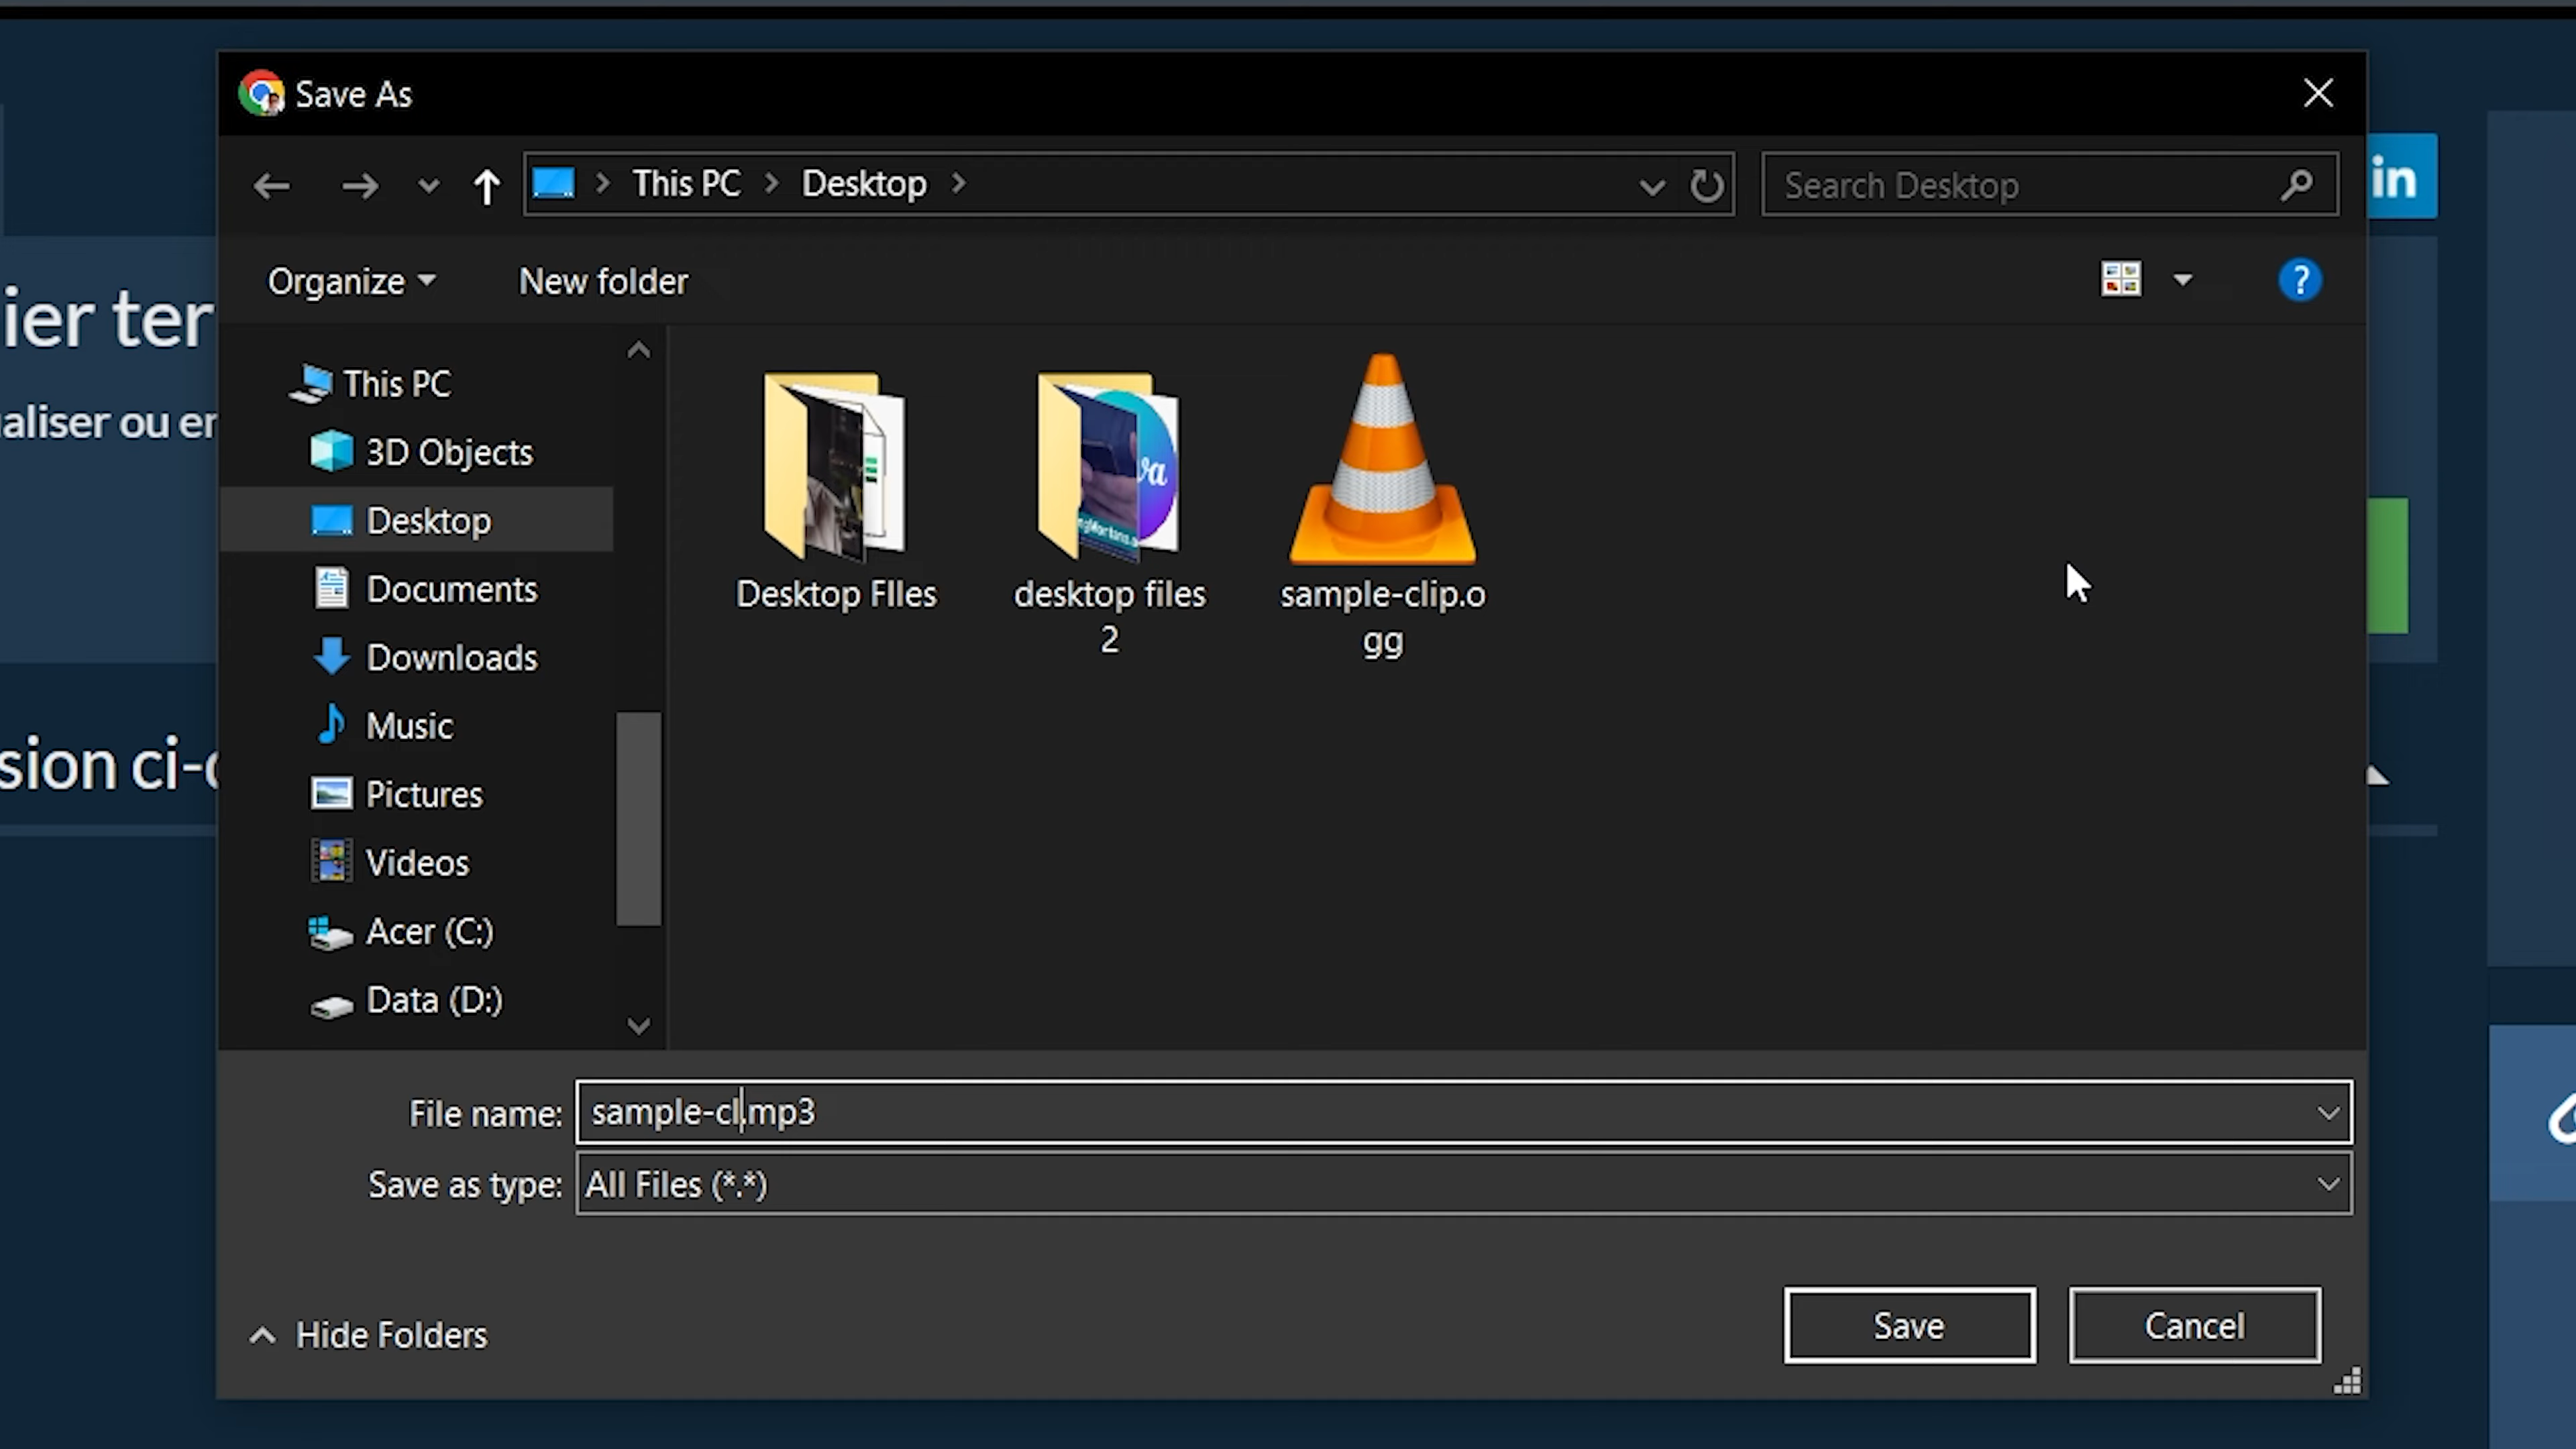 Save As
This PC
Desktop
Search Desktop
in
Organize
New folder
?
ier ter
aliser ou er
sion ci-
This PC
3D Objects
Desktop
Documents
Downloads
Music
Pictures
Videos
Acer (C:)
Data (D:)
va
Desktop FIles
desktop files
2
sample-clip.o
gg
File name:
sample-cl.mp3
Save as type:
All Files (*.*)
Hide Folders
Save
Cancel